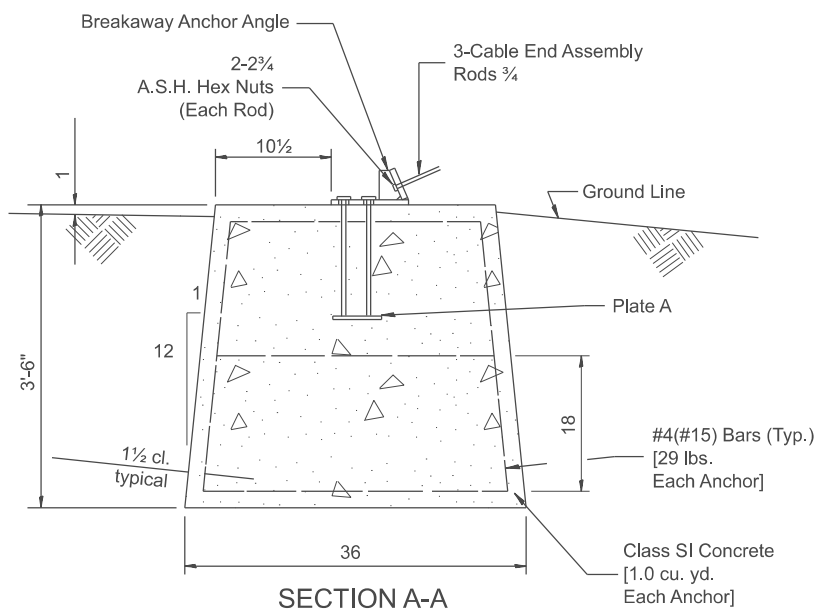 Breakaway Anchor Angle
2-2¾
A.S.H. Hex Nuts
(Each Rod)
3-Cable End Assembly
Rods ¾
10½
1
Ground Line
1
Plate A
12
3'-6"
18
#4(#15) Bars (Typ.)
[29 lbs.
Each Anchor]
1½ cl.
typical
36
Class SI Concrete
[1.0 cu. yd.
Each Anchor]
SECTION A-A